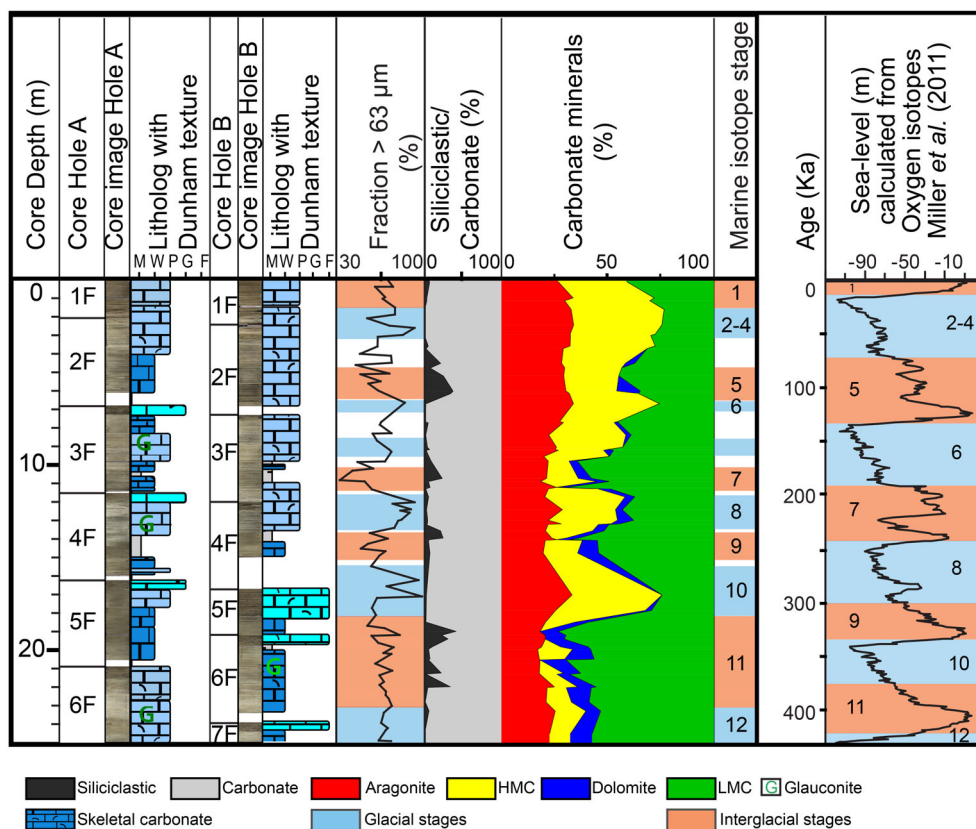 Core Depth (m)
Core Hole A
Core image Hole A
Litholog with
Dunham texture
M W P G F
Core Hole B
Core image Hole B
Litholog with
Dunham texture
M W P G F
Fraction > 63 µm
(%)
30 100
Siliciclastic/
Carbonate (%)
0 100
Carbonate minerals
(%)
0 50 100
Marine isotope stage
Age (Ka)
Sea-level (m)
calculated from
Oxygen isotopes
Miller et al. (2011)
-90 -50 -10
0
10
20
1F
2F
3F
4F
5F
6F
G
G
G
1F
2F
3F
4F
5F
6F
7F
G
1
2-4
5
6
7
8
9
10
11
12
0
100
200
300
400
1
2-4
5
6
7
8
9
10
11
12
Siliciclastic
Carbonate
Aragonite
HMC
Dolomite
LMC
G Glauconite
Skeletal carbonate
Glacial stages
Interglacial stages